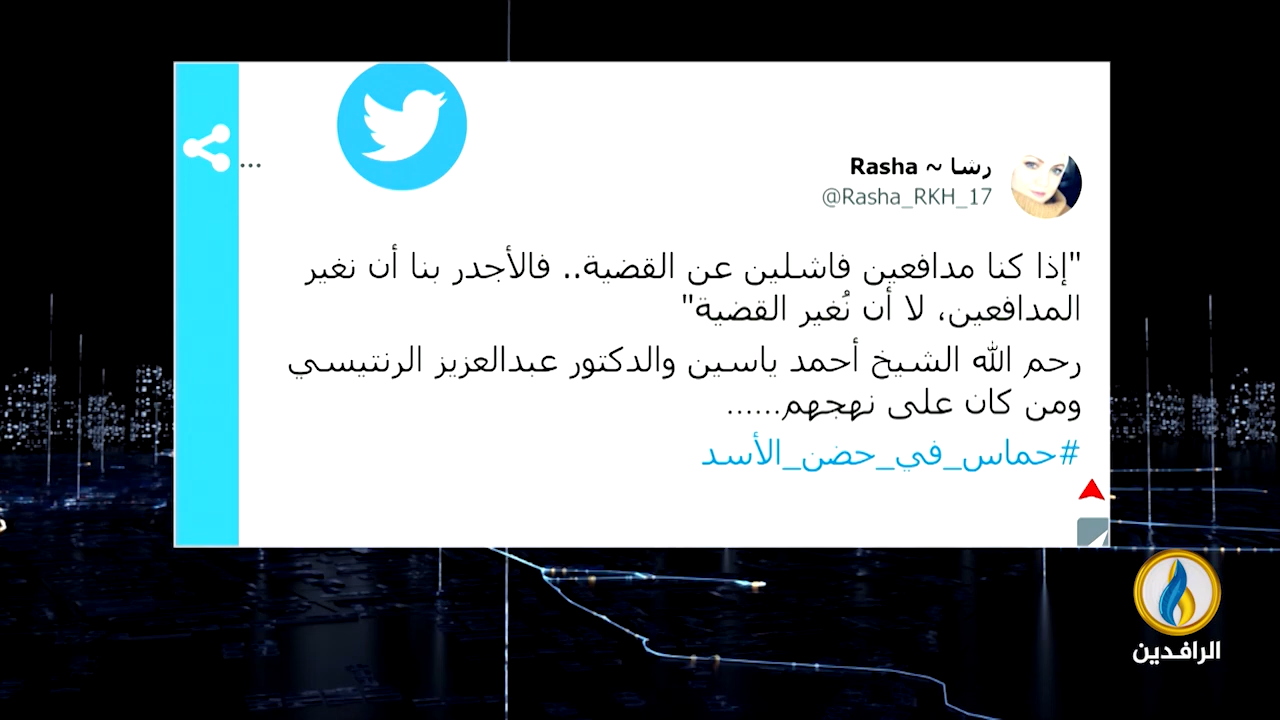 رشا ~ Rasha
@Rasha_RKH_17
...
"إذا كنا مدافعين فاشلين عن القضية.. فالأجدر بنا أن نغير
المدافعين، لا أن نُغير القضية"
رحم الله الشيخ أحمد ياسين والدكتور عبدالعزيز الرنتيسي
ومن كان على نهجهم......
#حماس_في_حضن_الأسد
الرافدين